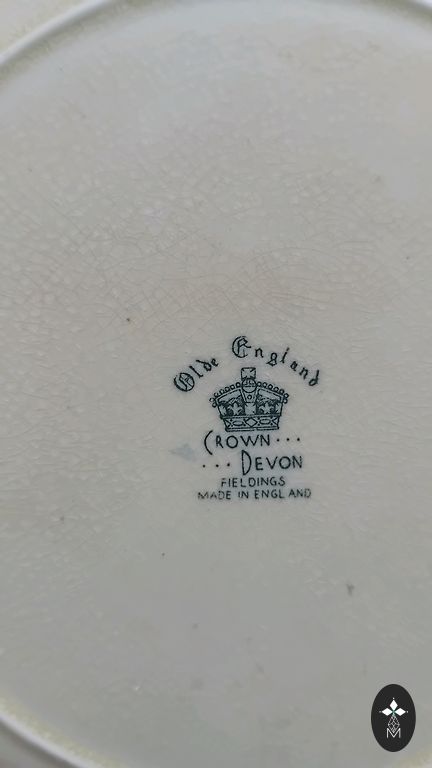 Olde England
CROWN...
...DEVON
FIELDINGS
MADE IN ENGLAND
M